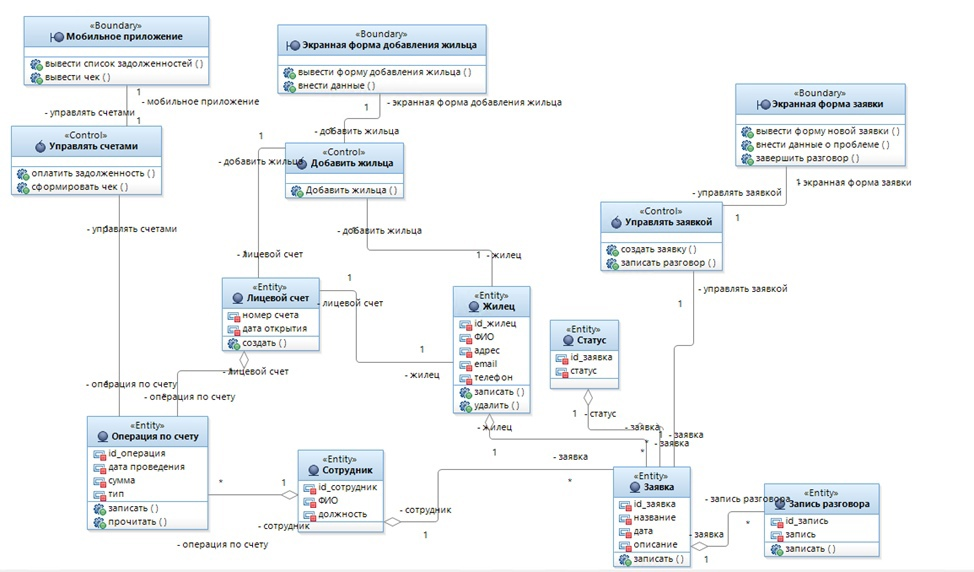 «Boundary»
Мобильное приложение
вывести список задолженностей ( )
вывести чек ( )
1
- мобильное приложение
- управлять счетами
1
«Control»
Управлять счетами
оплатить задолженность ( )
сформировать чек ( )
- управлять счетами
«Boundary»
Экранная форма добавления жильца
вывести форму добавления жильца ( )
внести данные ( )
1
- экранная форма добавления жильца
- добавить жильца
1
- добавить жильца
«Control»
Добавить жильца
Добавить жильца ( )
- добавить жильца
- лицевой счет
1
- жилец
«Boundary»
Экранная форма заявки
вывести форму новой заявки ( )
внести данные о проблеме ( )
завершить разговор ( )
- экранная форма заявки
- управлять заявкой
1
«Control»
Управлять заявкой
создать заявку ( )
записать разговор ( )
- управлять заявкой
1
«Entity»
Лицевой счет
номер счета
дата открытия
создать ( )
1
- лицевой счет
1
- жилец
- лицевой счет
«Entity»
Жилец
id_жилец
ФИО
адрес
email
телефон
записать ( )
удалить ( )
- жилец
1
«Entity»
Статус
id_заявка
статус
1
- статус
- заявка
1
- заявка
*
- заявка
*
- операция по счету
- операция по счету
«Entity»
Операция по счету
id_операция
дата проведения
сумма
тип
записать ( )
прочитать ( )
*
1
- операция по счету
- сотрудник
«Entity»
Сотрудник
id_сотрудник
ФИО
должность
- сотрудник
1
- заявка
*
«Entity»
Заявка
id_заявка
название
дата
описание
записать ( )
- запись разговора
*
- заявка
1
«Entity»
Запись разговора
id_запись
запись
записать ( )